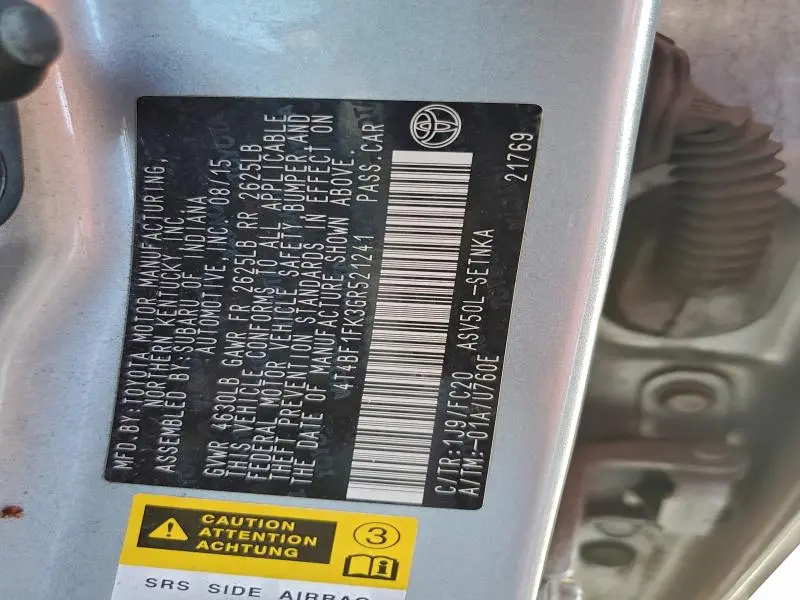 MFD.BY:TOYOTA MOTOR MANUFACTURING,
NORTHERN KENTUCKY INC.
ASSEMBLED BY:SUBARU OF INDIANA
AUTOMOTIVE, INC. 08/15
GVWR 4630LB GAWR FR 2625LB RR 2625LB
THIS VEHICLE CONFORMS TO ALL APPLICABLE
FEDERAL MOTOR VEHICLE SAFETY BUMPER AND
THEFT PREVENTION STANDARDS IN EFFECT ON
THE DATE OF MANUFACTURE SHOWN ABOVE.
4T4BF1FK3GR521241 PASS.CAR
C/TR:1J9/FC20 ASV50L-SETNKA
A/TM:-01A/U760E 21769
CAUTION
ATTENTION
ACHTUNG
3
SRS SIDE AIRBAG